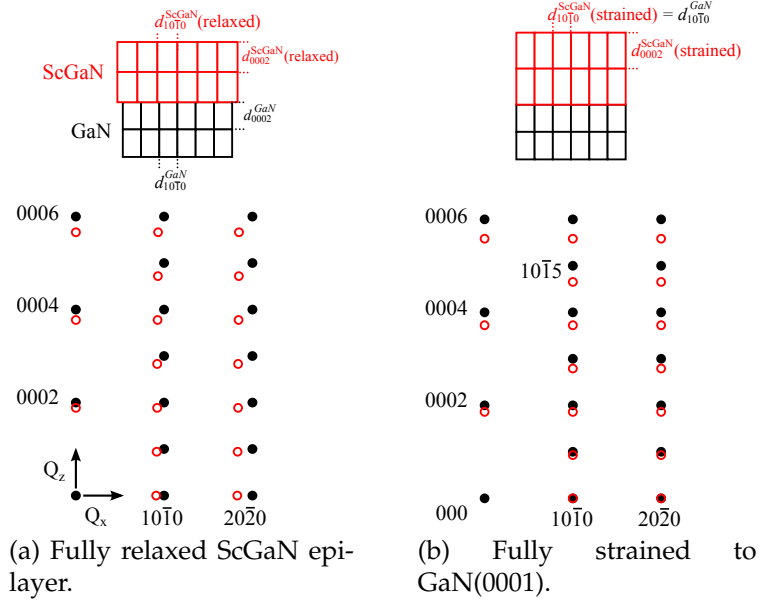 d_{10\bar{1}0}^{ScGaN}(relaxed)
d_{0002}^{ScGaN}(relaxed)
ScGaN
d_{0002}^{GaN}
GaN
d_{10\bar{1}0}^{GaN}
0006
0004
0002
Q_z
Q_x
10\bar{1}0
20\bar{2}0
(a) Fully relaxed ScGaN epi-
layer.
d_{10\bar{1}0}^{ScGaN}(strained) = d_{10\bar{1}0}^{GaN}
d_{0002}^{ScGaN}(strained)
0006
10\bar{1}5
0004
0002
000
10\bar{1}0
20\bar{2}0
(b) Fully strained to
GaN(0001).